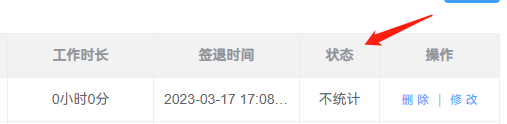 工作时长 签退时间 状态 操作
0小时0分 2023-03-17 17:08... 不统计 删除 | 修改